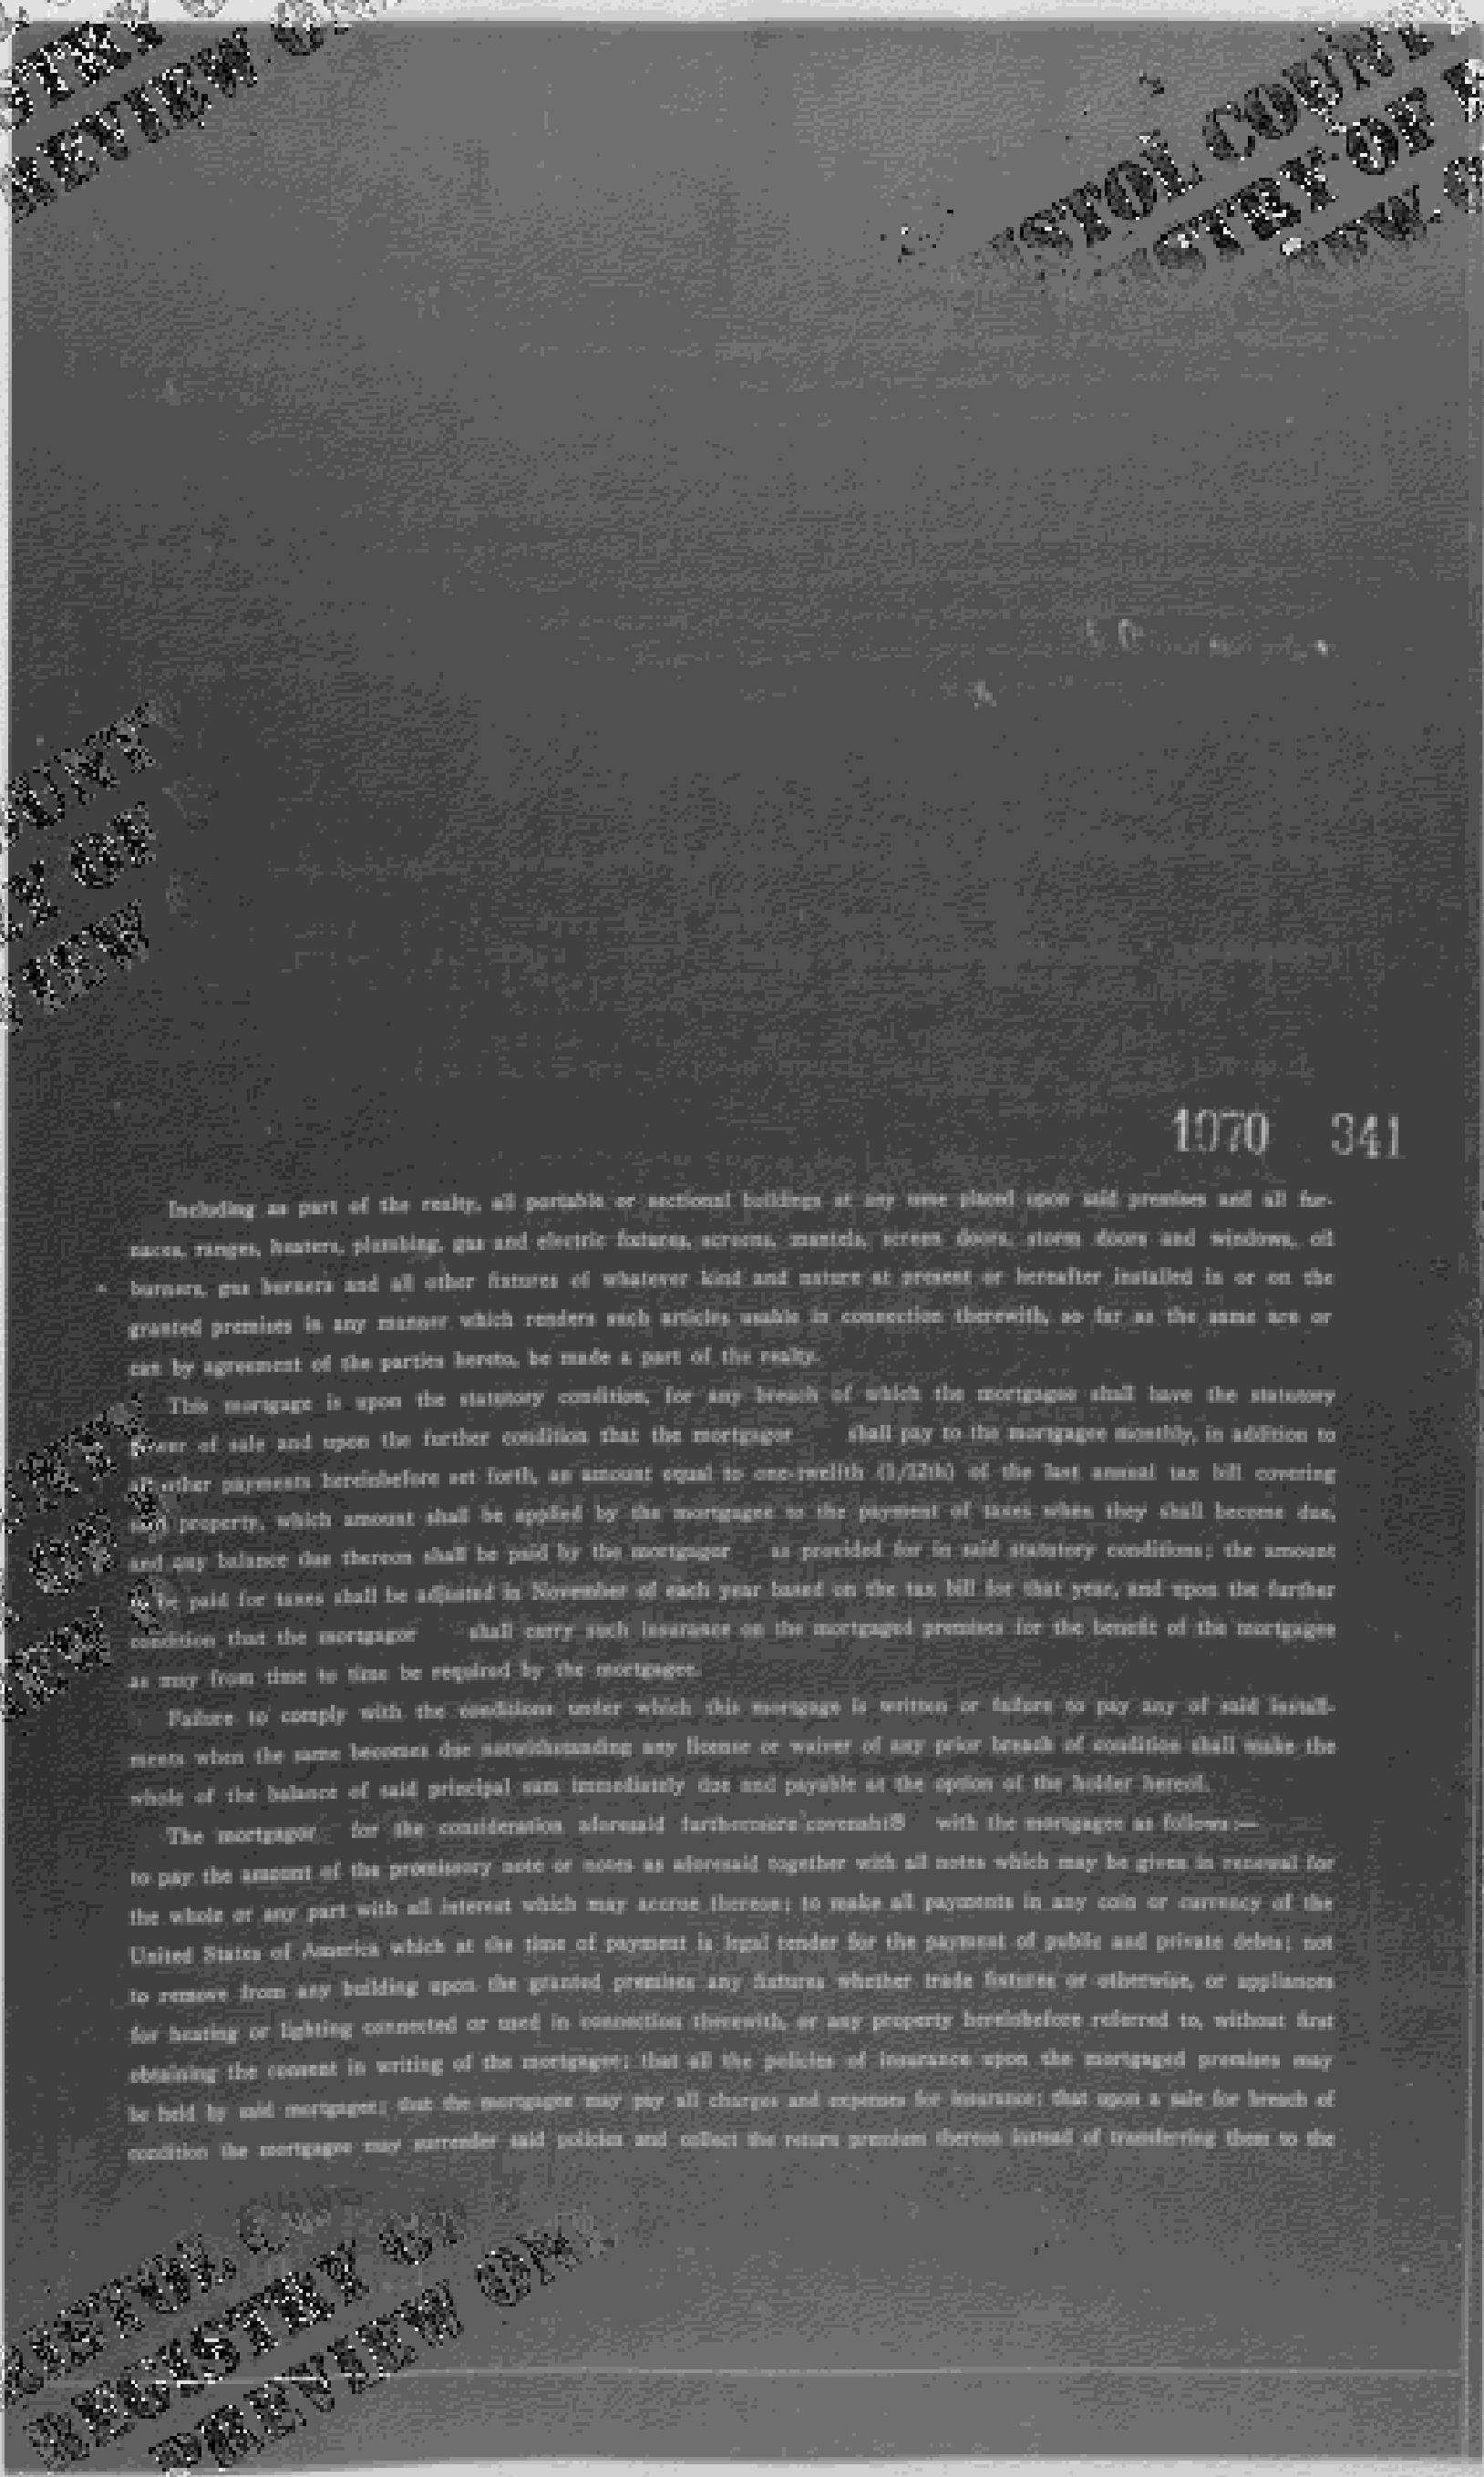 STRY
PREVIEW ON
STOL COUNT
STRY OF
IEW O
OUNT
Y OF
IEW
1070 341
Including as part of the realty, all portable or sectional buildings at any time placed upon said premises and all fur-
naces, ranges, heaters, plumbing, gas and electric fixtures, screens, mantels, screen doors, storm doors and windows, oil
burners, gas burners and all other fixtures of whatever kind and nature at present or hereafter installed in or on the
granted premises in any manner which renders such articles usable in connection therewith, so far as the same are or
can by agreement of the parties hereto, be made a part of the realty.
This mortgage is upon the statutory condition, for any breach of which the mortgagee shall have the statutory
power of sale and upon the further condition that the mortgagor shall pay to the mortgagee monthly, in addition to
all other payments hereinbefore set forth, an amount equal to one-twelfth (1/12th) of the last annual tax bill covering
said property, which amount shall be applied by the mortgagee to the payment of taxes when they shall become due,
and any balance due thereon shall be paid by the mortgagor as provided for in said statutory conditions; the amount
to be paid for taxes shall be adjusted in November of each year based on the tax bill for that year, and upon the further
condition that the mortgagor shall carry such insurance on the mortgaged premises for the benefit of the mortgagee
as may from time to time be required by the mortgagee.
Failure to comply with the conditions under which this mortgage is written or failure to pay any of said install-
ments when the same becomes due notwithstanding any license or waiver of any prior breach of condition shall make the
whole of the balance of said principal sum immediately due and payable at the option of the holder hereof.
The mortgagor for the consideration aforesaid furthermore covenants with the mortgagee as follows:—
to pay the amount of the promissory note or notes as aforesaid together with all notes which may be given in renewal for
the whole or any part with all interest which may accrue thereon; to make all payments in any coin or currency of the
United States of America which at the time of payment is legal tender for the payment of public and private debts; not
to remove from any building upon the granted premises any fixtures whether trade fixtures or otherwise, or appliances
for heating or lighting connected or used in connection therewith, or any property hereinbefore referred to, without first
obtaining the consent in writing of the mortgagee; that all the policies of insurance upon the mortgaged premises may
be held by said mortgagee; that the mortgagee may pay all charges and expenses for insurance; that upon a sale for breach of
condition the mortgagee may surrender said policies and collect the return premium thereon instead of transferring them to the
RISTOL CO
REGISTRY OF
PREVIEW ONL